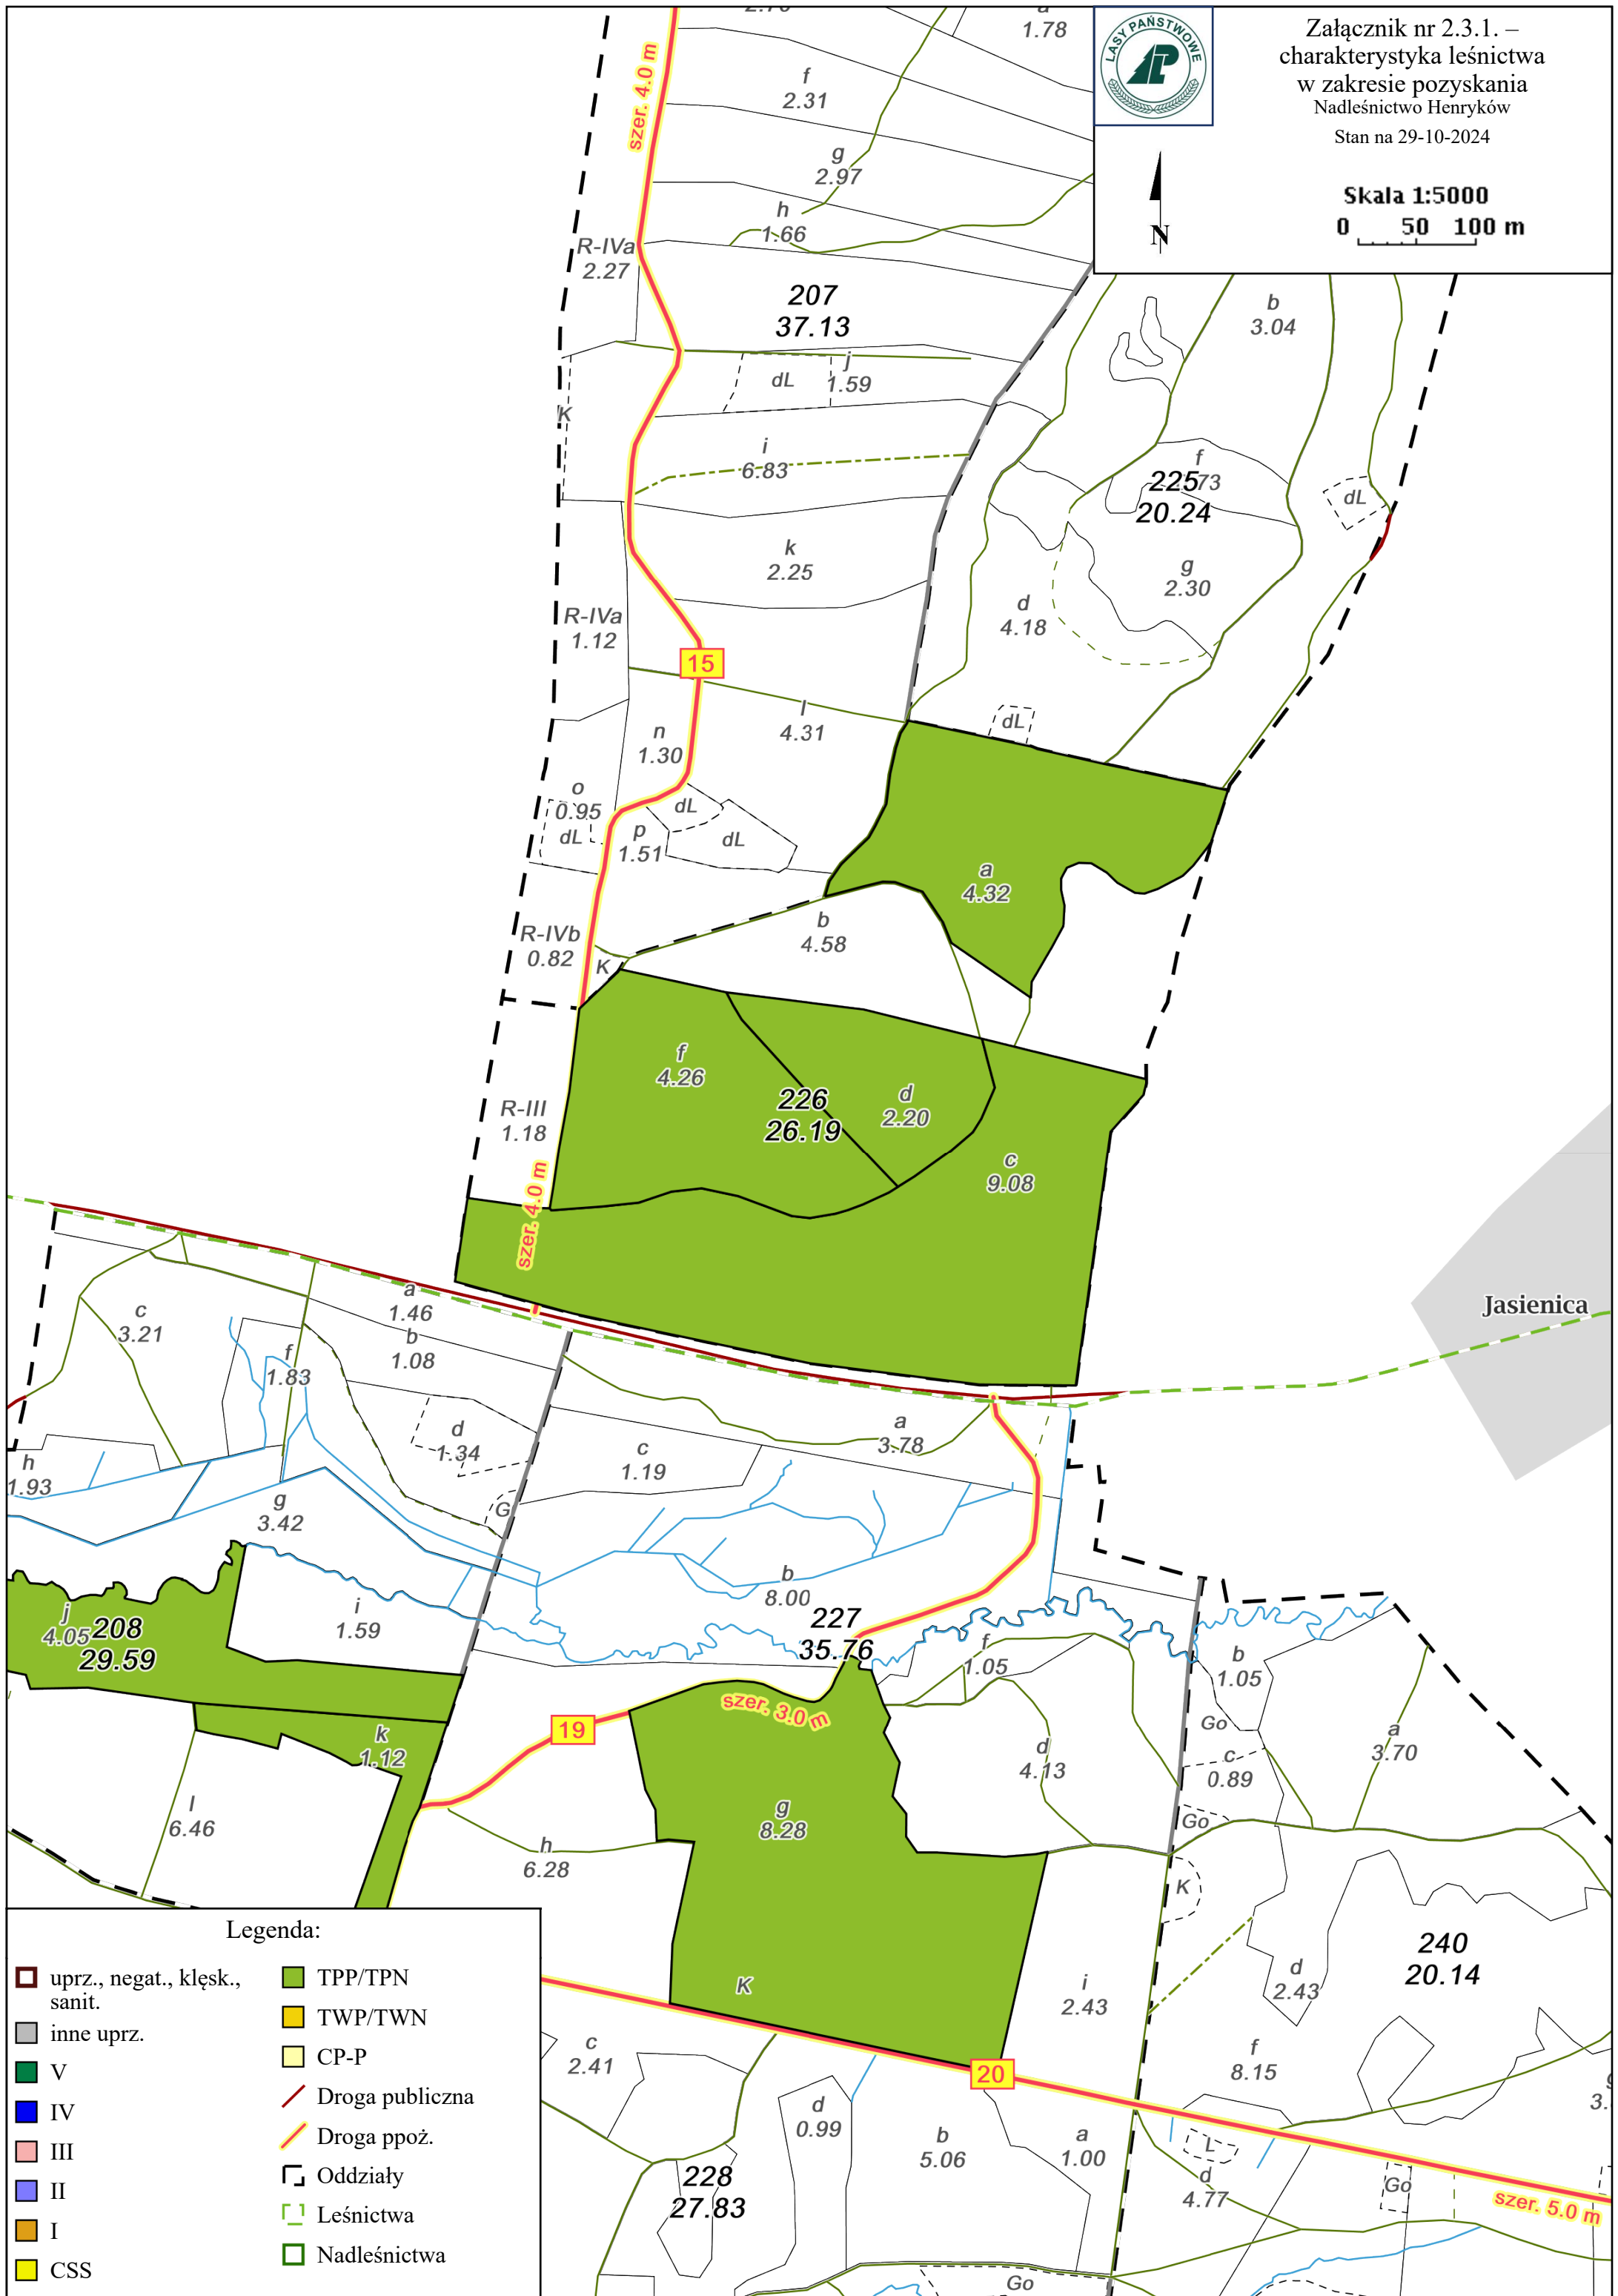 LASY PAŃSTWOWE
Załącznik nr 2.3.1. –
charakterystyka leśnictwa
w zakresie pozyskania
Nadleśnictwo Henryków
Stan na 29-10-2024
Skala 1:5000
0 50 100 m
N
1.78
szer. 4.0 m
f
2.31
g
2.97
h
1.66
R-IVa
2.27
207
37.13
b
3.04
dL
j
1.59
K
i
6.83
f
225
73
20.24
dL
k
2.25
g
2.30
d
4.18
R-IVa
1.12
15
l
4.31
dL
n
1.30
o
0.95
dL
dL
p
1.51
dL
a
4.32
b
4.58
R-IVb
0.82
K
f
4.26
226
26.19
d
2.20
R-III
1.18
c
9.08
szer. 4.0 m
Jasienica
c
3.21
a
1.46
b
1.08
f
1.83
d
1.34
a
3.78
c
1.19
h
1.93
G
g
3.42
b
8.00
j
4.05
208
29.59
i
1.59
227
35.76
f
1.05
b
1.05
szer. 3.0 m
19
k
1.12
Go
d
4.13
c
0.89
a
3.70
Go
l
6.46
g
8.28
h
6.28
K
240
20.14
K
i
2.43
d
2.43
c
2.41
20
f
8.15
g
3.
d
0.99
b
5.06
a
1.00
L
228
27.83
d
4.77
Go
szer. 5.0 m
Go
Legenda:
uprz., negat., klęsk.,
sanit.
inne uprz.
V
IV
III
II
I
CSS
TPP/TPN
TWP/TWN
CP-P
Droga publiczna
Droga ppoż.
Oddziały
Leśnictwa
Nadleśnictwa